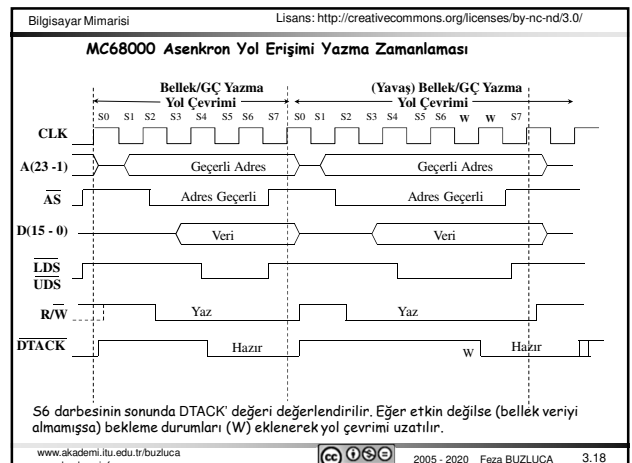 Bilgisayar Mimarisi
Lisans: http://creativecommons.org/licenses/by-nc-nd/3.0/
MC68000 Asenkron Yol Erişimi Yazma Zamanlaması
Bellek/GÇ Yazma
Yol Çevrimi
(Yavaş) Bellek/GÇ Yazma
Yol Çevrimi
S0 S1 S2 S3 S4 S5 S6 S7 S0 S1 S2 S3 S4 S5 S6 W W S7
CLK
A(23 -1) Geçerli Adres Geçerli Adres
AS Adres Geçerli Adres Geçerli
D(15 - 0) Veri Veri
LDS
UDS
R/W Yaz Yaz
DTACK Hazır W Hazır
S6 darbesinin sonunda DTACK' değeri değerlendirilir. Eğer etkin değilse (bellek veriyi
almamışsa) bekleme durumları (W) eklenerek yol çevrimi uzatılır.
www.akademi.itu.edu.tr/buzluca
2005 - 2020 Feza BUZLUCA 3.18